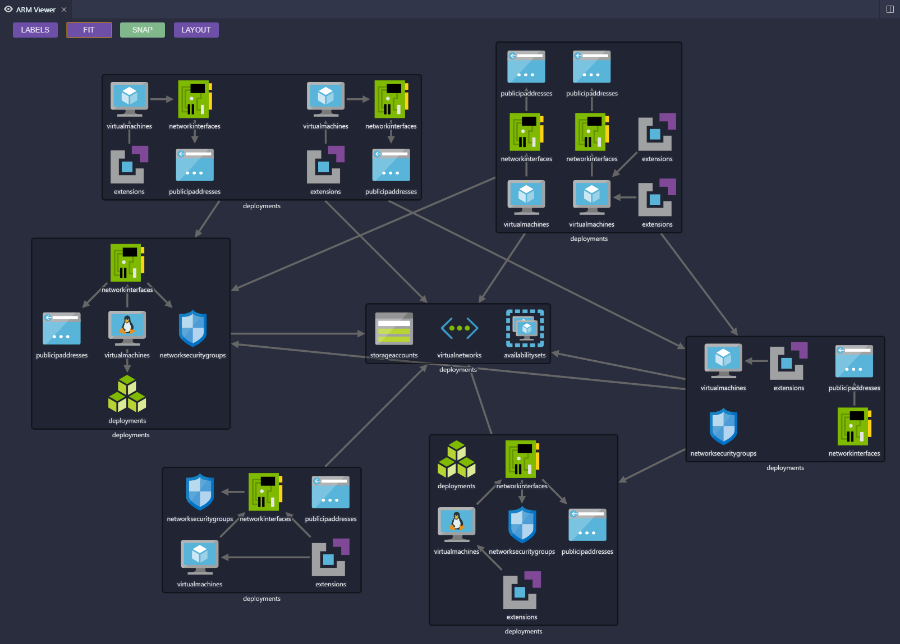 ARM Viewer
LABELS
FIT
SNAP
LAYOUT
virtualmachines
networkinterfaces
virtualmachines
networkinterfaces
extensions
publicipaddresses
extensions
publicipaddresses
deployments
publicipaddresses
publicipaddresses
networkinterfaces
networkinterfaces
extensions
virtualmachines
virtualmachines
extensions
deployments
networkinterfaces
publicipaddresses
virtualmachines
networksecuritygroups
deployments
deployments
storageaccounts
virtualnetworks
availabilitysets
deployments
virtualmachines
extensions
publicipaddresses
networksecuritygroups
networkinterfaces
deployments
networksecuritygroups
networkinterfaces
publicipaddresses
virtualmachines
extensions
deployments
deployments
networkinterfaces
virtualmachines
networksecuritygroups
publicipaddresses
extensions
deployments